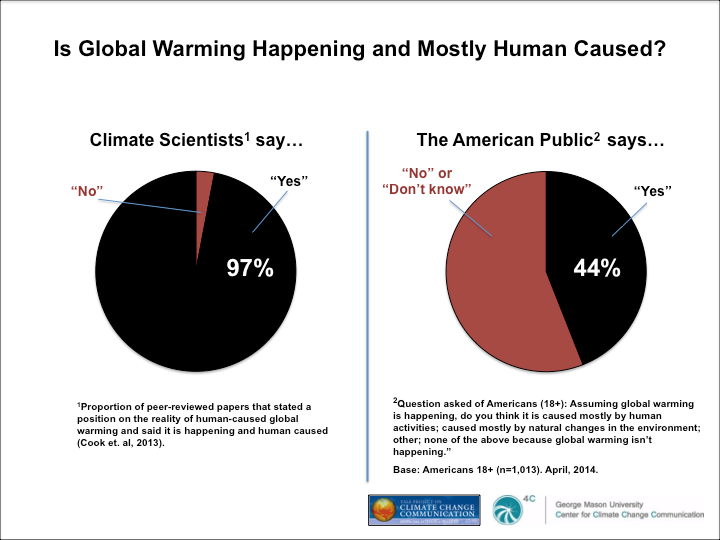 Is Global Warming Happening and Mostly Human Caused?
Climate Scientists¹ say…
“No”
“Yes”
97%
¹Proportion of peer-reviewed papers that stated a
position on the reality of human-caused global
warming and said it is happening and human caused
(Cook et. al, 2013).
The American Public² says…
“No” or
“Don’t know”
“Yes”
44%
²Question asked of Americans (18+): Assuming global warming
is happening, do you think it is caused mostly by human
activities; caused mostly by natural changes in the environment;
other; none of the above because global warming isn’t
happening.”
Base: Americans 18+ (n=1,013). April, 2014.
YALE PROJECT ON
CLIMATE CHANGE
COMMUNICATION
4C
George Mason University
Center for Climate Change Communication